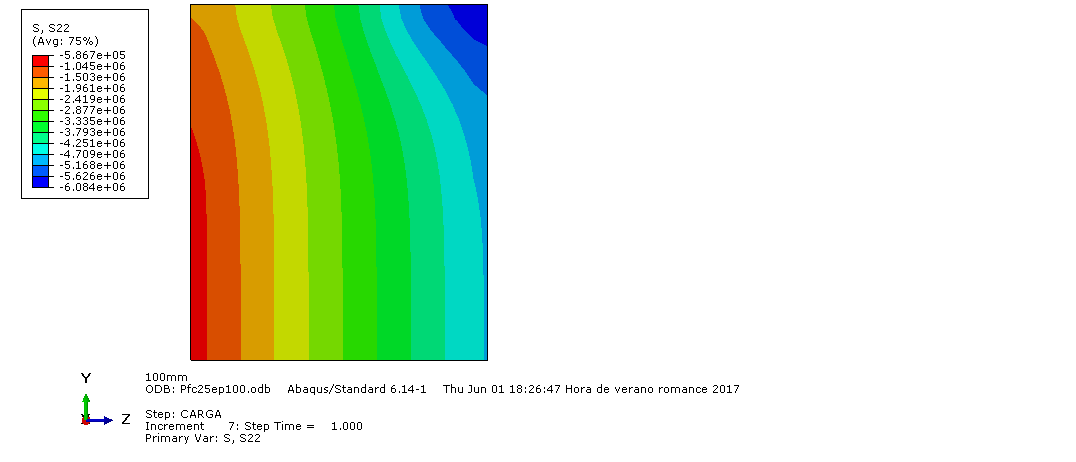 S, S22
(Avg: 75%)
-5.867e+05
-1.045e+06
-1.503e+06
-1.961e+06
-2.419e+06
-2.877e+06
-3.335e+06
-3.793e+06
-4.251e+06
-4.709e+06
-5.168e+06
-5.626e+06
-6.084e+06
Y
Z
100mm
ODB: Pfc25ep100.odb Abaqus/Standard 6.14-1 Thu Jun 01 18:26:47 Hora de verano romance 2017
Step: CARGA
Increment 7: Step Time = 1.000
Primary Var: S, S22